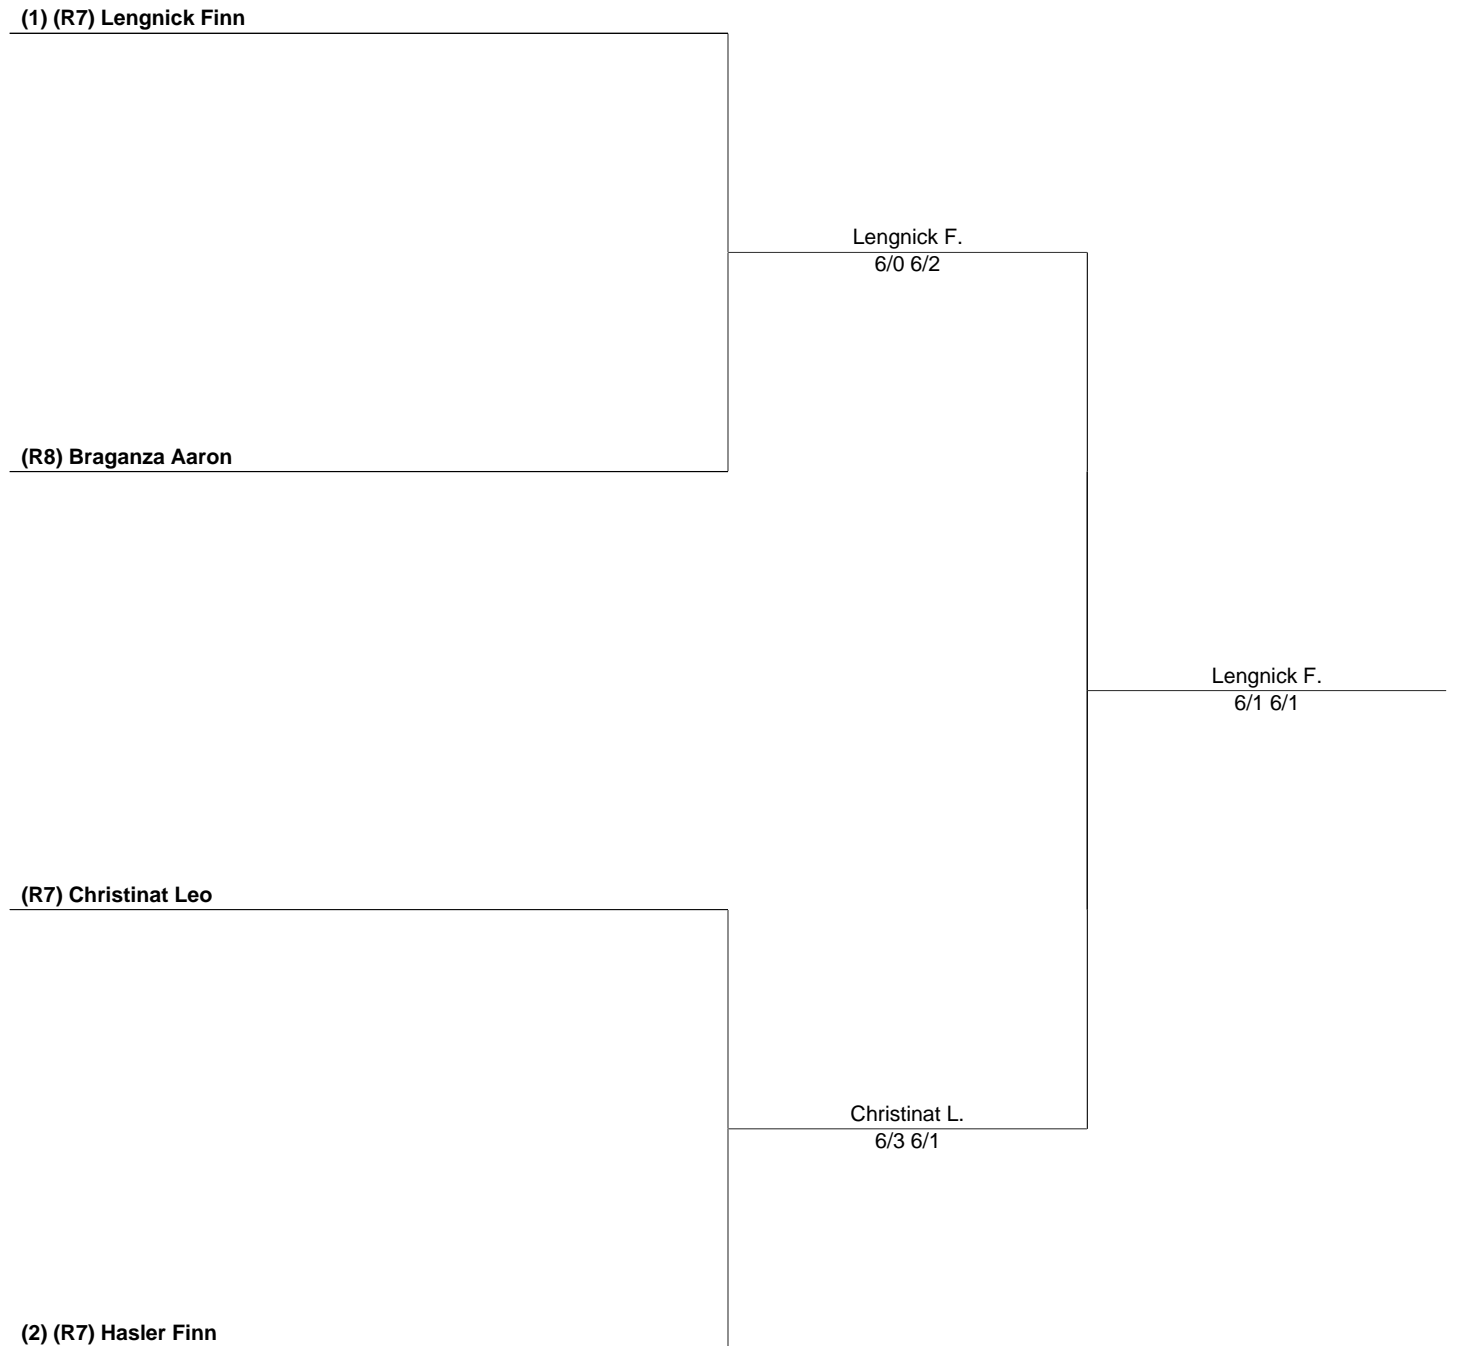 (1) (R7) Lengnick Finn
Lengnick F.
6/0 6/2
(R8) Braganza Aaron
Lengnick F.
6/1 6/1
(R7) Christinat Leo
Christinat L.
6/3 6/1
(2) (R7) Hasler Finn